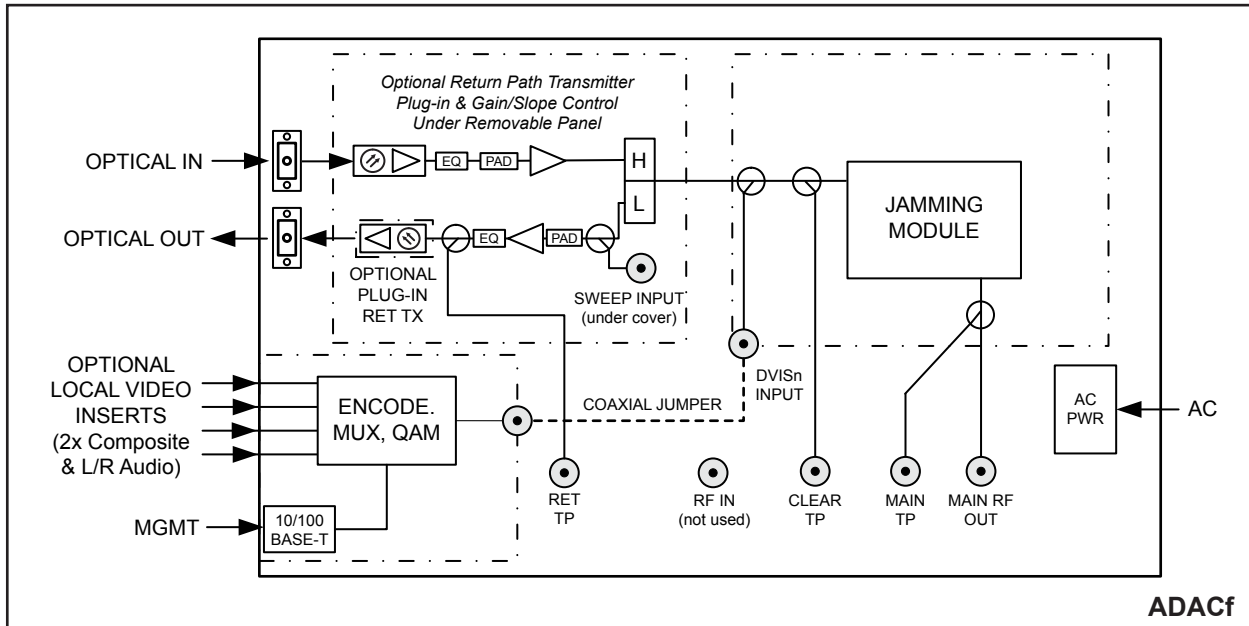 Optional Return Path Transmitter
Plug-in & Gain/Slope Control
Under Removable Panel
OPTICAL IN
EQ
PAD
H
L
JAMMING
MODULE
OPTICAL OUT
EQ
PAD
OPTIONAL
PLUG-IN
RET TX
SWEEP INPUT
(under cover)
OPTIONAL
LOCAL VIDEO
INSERTS
(2x Composite
& L/R Audio)
ENCODE.
MUX, QAM
COAXIAL JUMPER
DVISn
INPUT
AC
PWR
AC
MGMT
10/100
BASE-T
RET
TP
RF IN
(not used)
CLEAR
TP
MAIN
TP
MAIN RF
OUT
ADACf